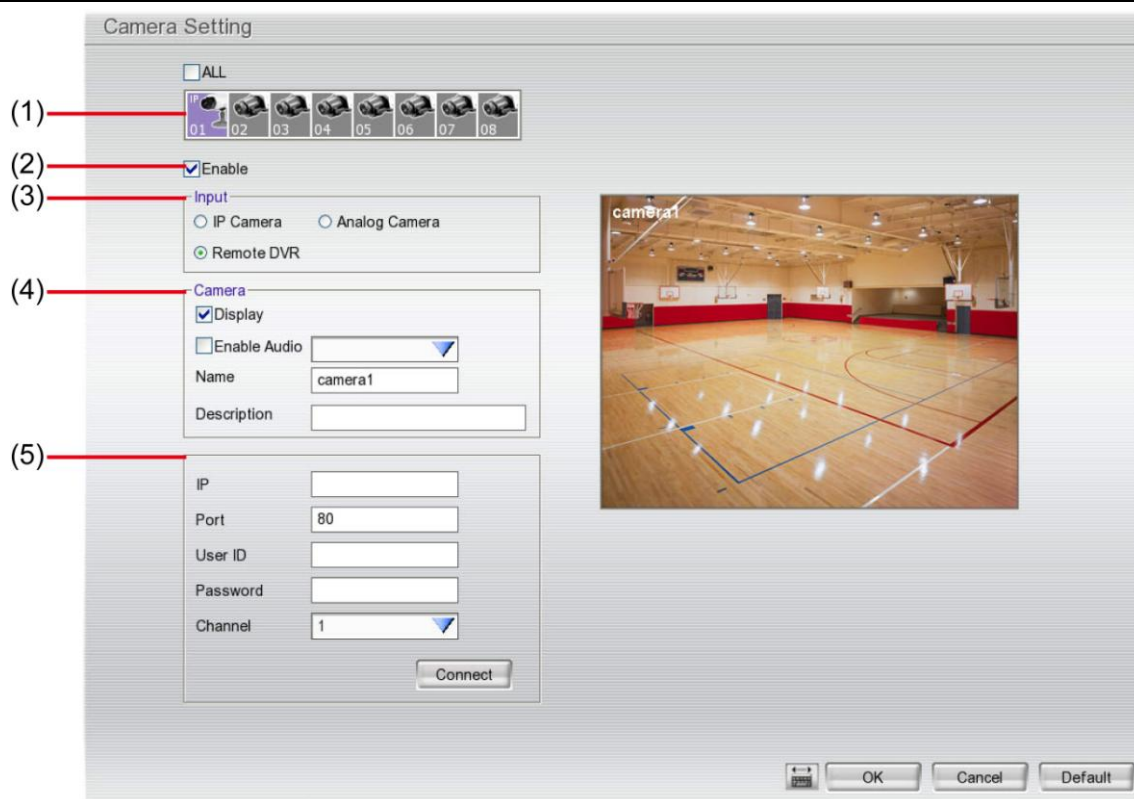 Camera Setting
ALL
(1)
IP
01 02 03 04 05 06 07 08
(2)
Enable
(3)
Input
IP Camera Analog Camera
Remote DVR
(4)
Camera
Display
Enable Audio
Name camera1
Description
(5)
IP
Port 80
User ID
Password
Channel 1
Connect
camera1
OK Cancel Default